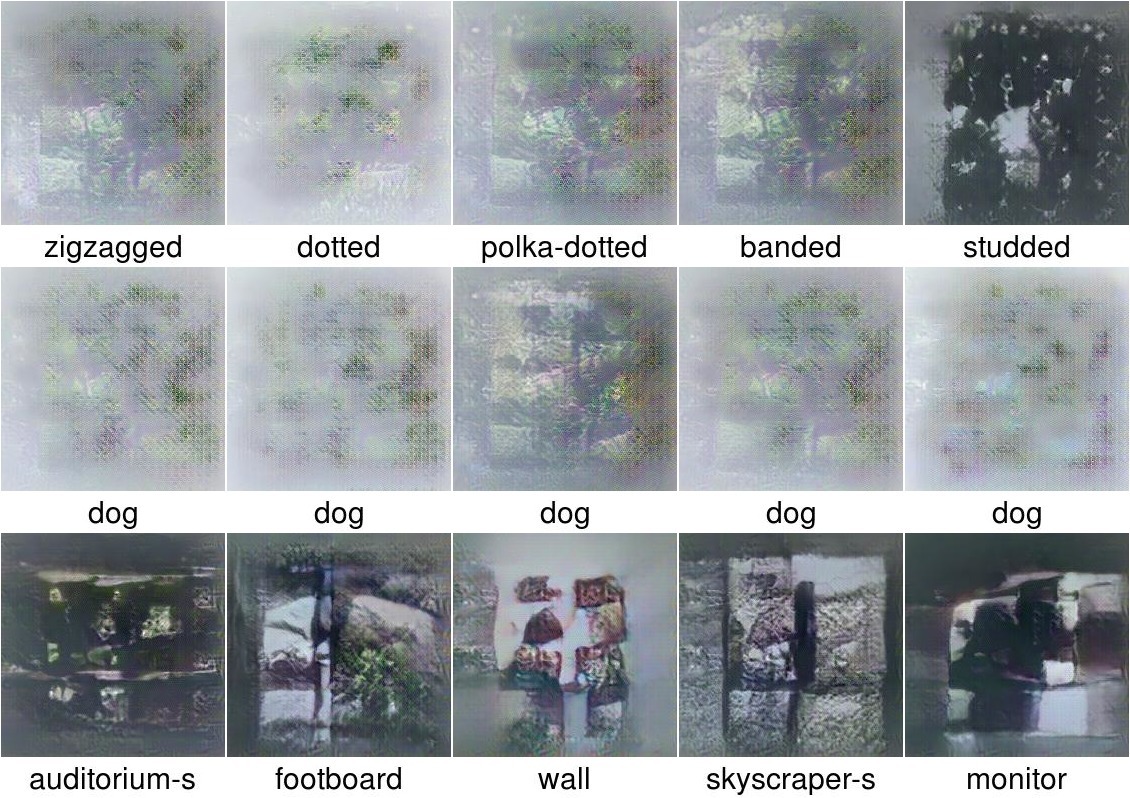 zigzagged dotted polka-dotted banded studded
dog dog dog dog dog
auditorium-s footboard wall skyscraper-s monitor